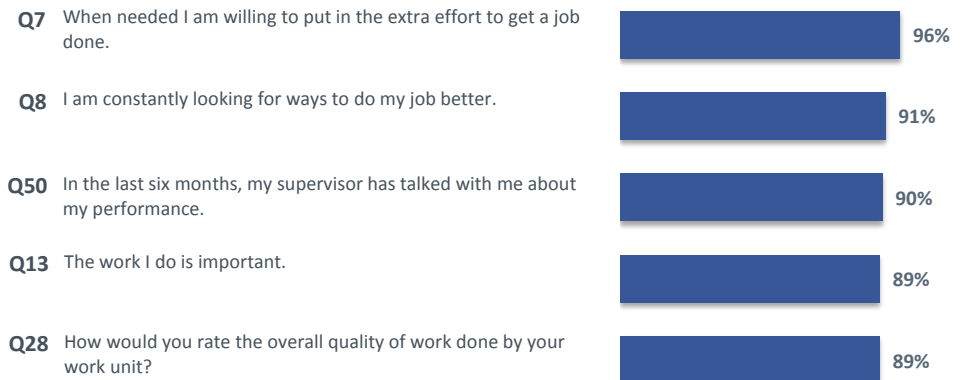 Q7 When needed I am willing to put in the extra effort to get a job
done.
96%
Q8 I am constantly looking for ways to do my job better.
91%
Q50 In the last six months, my supervisor has talked with me about
my performance.
90%
Q13 The work I do is important.
89%
Q28 How would you rate the overall quality of work done by your
work unit?
89%